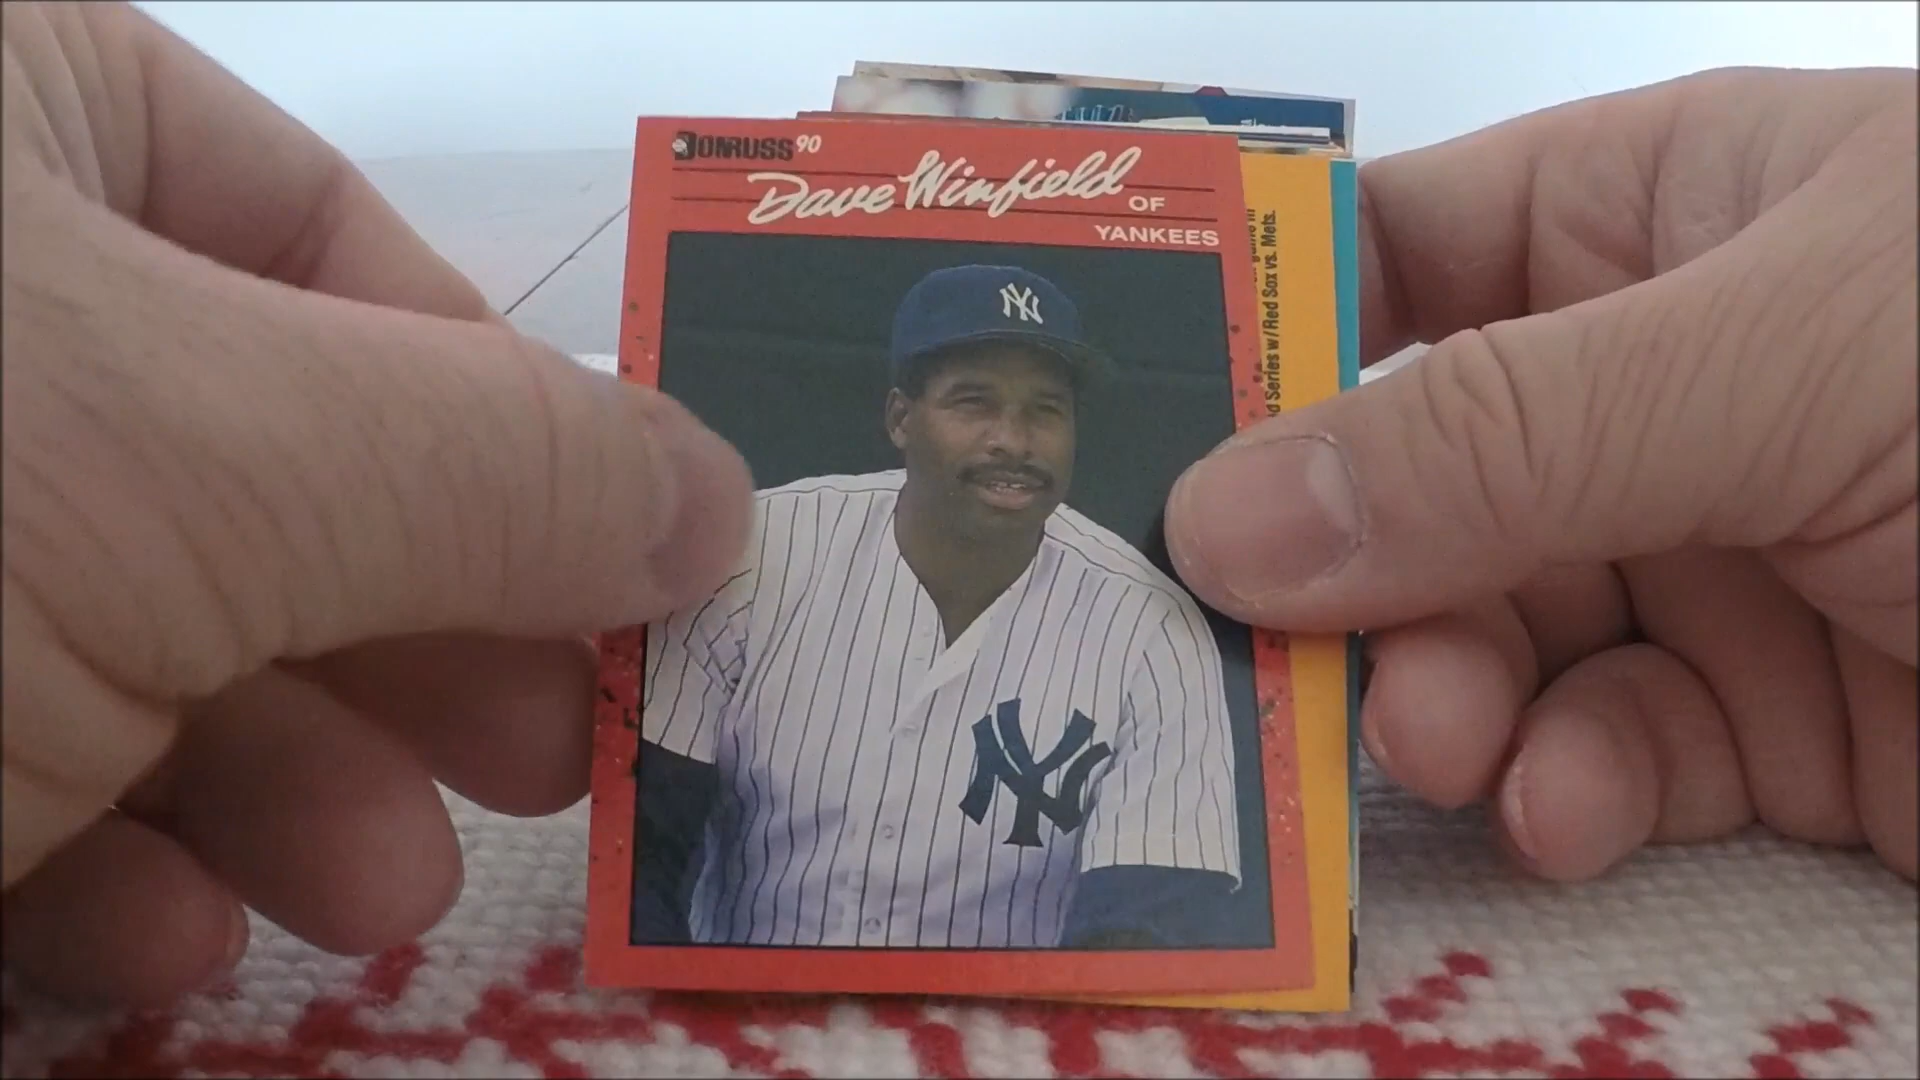 DONRUSS 90
Dave Winfield OF
YANKEES
NY
NY
Series w/Red Sox vs. Mets.